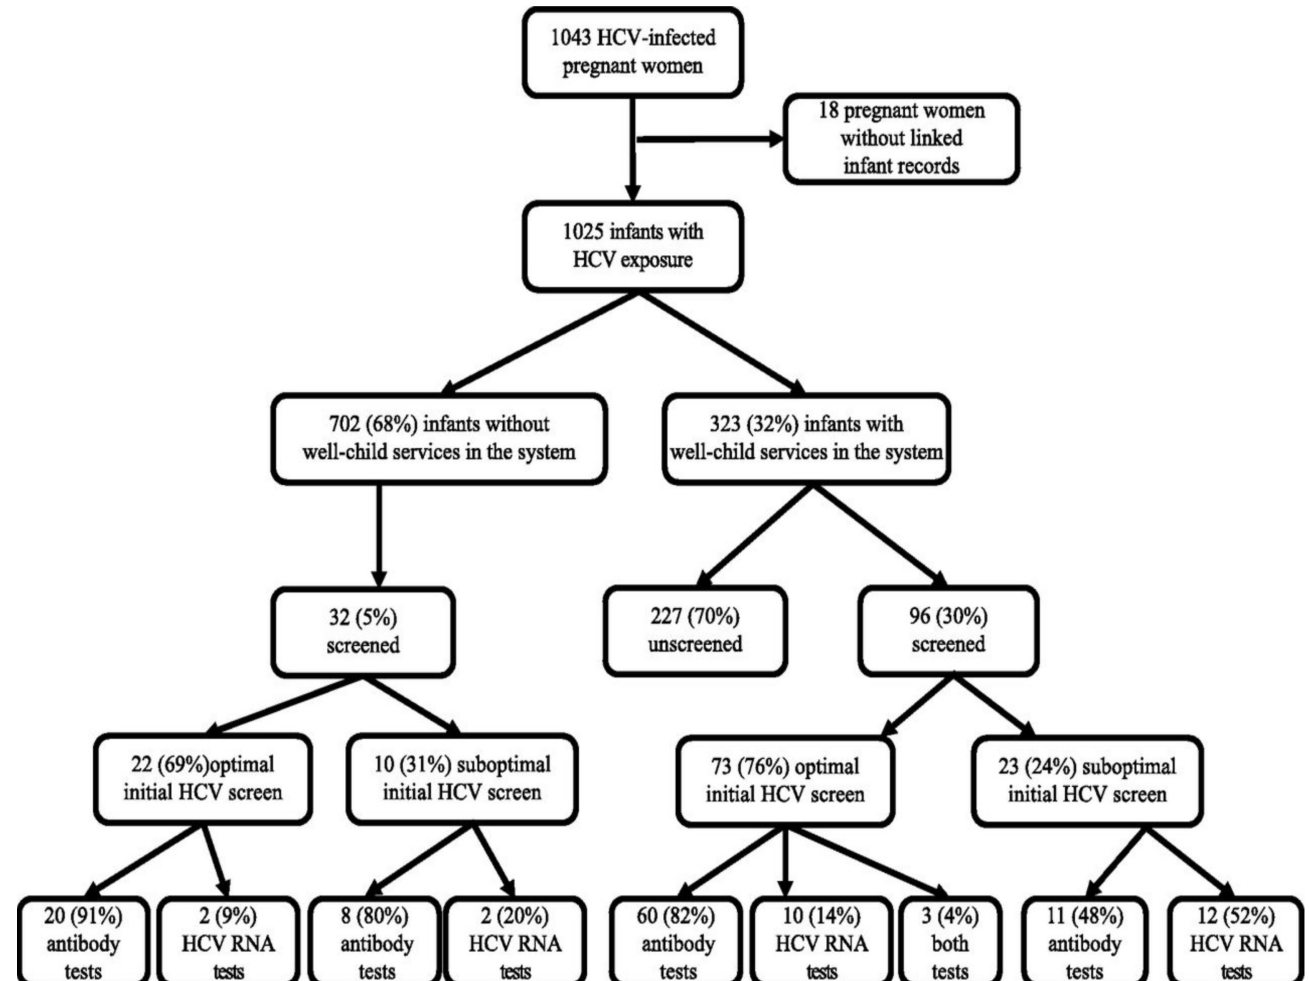 1043 HCV-infected
pregnant women
18 pregnant women
without linked
infant records
1025 infants with
HCV exposure
702 (68%) infants without
well-child services in the system
323 (32%) infants with
well-child services in the system
32 (5%)
screened
227 (70%)
unscreened
96 (30%)
screened
22 (69%)optimal
initial HCV screen
10 (31%) suboptimal
initial HCV screen
73 (76%) optimal
initial HCV screen
23 (24%) suboptimal
initial HCV screen
20 (91%)
antibody
tests
2 (9%)
HCV RNA
tests
8 (80%)
antibody
tests
2 (20%)
HCV RNA
tests
60 (82%)
antibody
tests
10 (14%)
HCV RNA
tests
3 (4%)
both
tests
11 (48%)
antibody
tests
12 (52%)
HCV RNA
tests